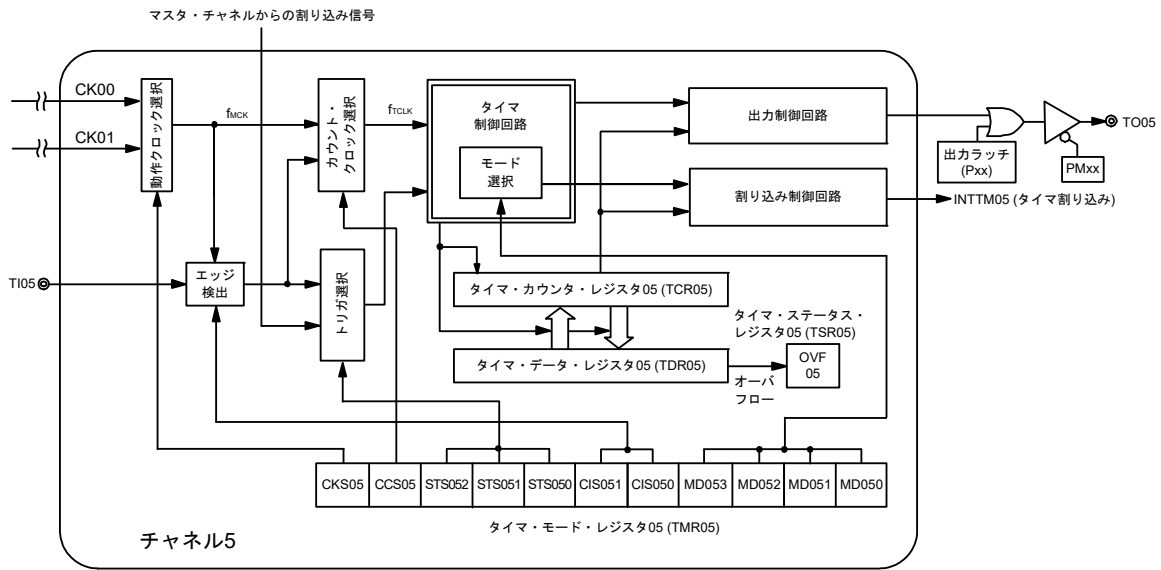 マスタ・チャネルからの割り込み信号
CK00
CK01
動作クロック選択
fMCK
カウント・
クロック選択
fTCLK
タイマ
制御回路
モード
選択
出力制御回路
出力ラッチ
(Pxx)
PMxx
TO05
割り込み制御回路
INTTM05 (タイマ割り込み)
TI05
エッジ
検出
トリガ選択
タイマ・カウンタ・レジスタ05 (TCR05)
タイマ・データ・レジスタ05 (TDR05)
タイマ・ステータス・
レジスタ05 (TSR05)
オーバ
フロー
OVF
05
CKS05
CCS05
STS052
STS051
STS050
CIS051
CIS050
MD053
MD052
MD051
MD050
タイマ・モード・レジスタ05 (TMR05)
チャネル5